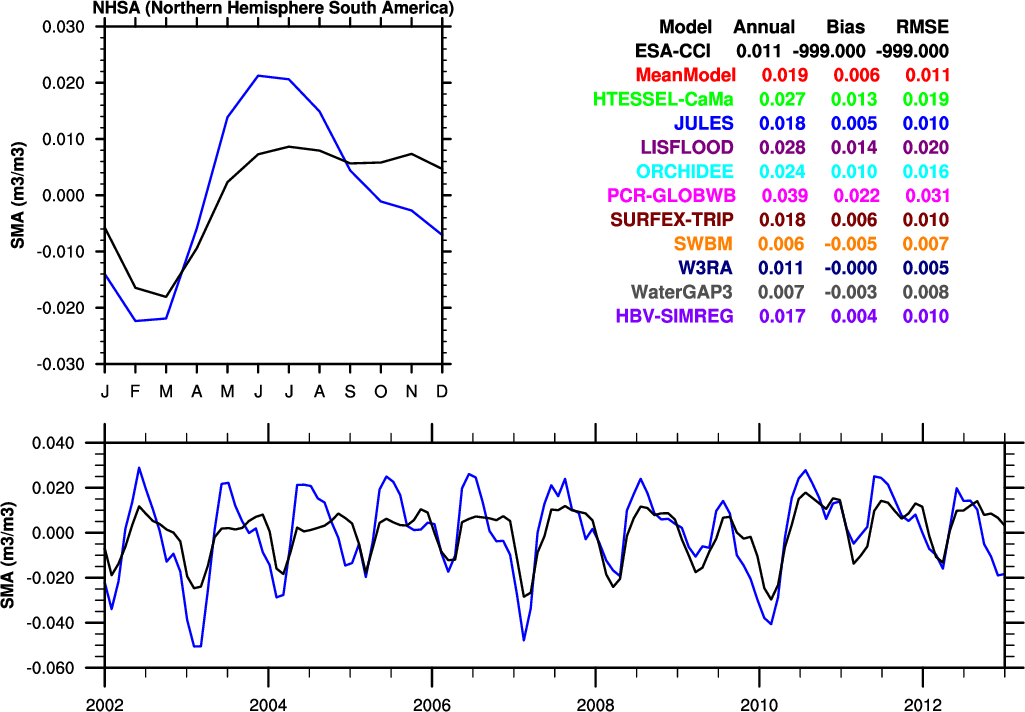 NHSA (Northern Hemisphere South America)
0.030
0.020
0.010
0.000
-0.010
-0.020
-0.030
SMA (m3/m3)
J F M A M J J A S O N D
Model Annual Bias RMSE
ESA-CCI 0.011 -999.000 -999.000
MeanModel 0.019 0.006 0.011
HTESSEL-CaMa 0.027 0.013 0.019
JULES 0.018 0.005 0.010
LISFLOOD 0.028 0.014 0.020
ORCHIDEE 0.024 0.010 0.016
PCR-GLOBWB 0.039 0.022 0.031
SURFEX-TRIP 0.018 0.006 0.010
SWBM 0.006 -0.005 0.007
W3RA 0.011 -0.000 0.005
WaterGAP3 0.007 -0.003 0.008
HBV-SIMREG 0.017 0.004 0.010
0.040
0.020
0.000
-0.020
-0.040
-0.060
SMA (m3/m3)
2002 2004 2006 2008 2010 2012